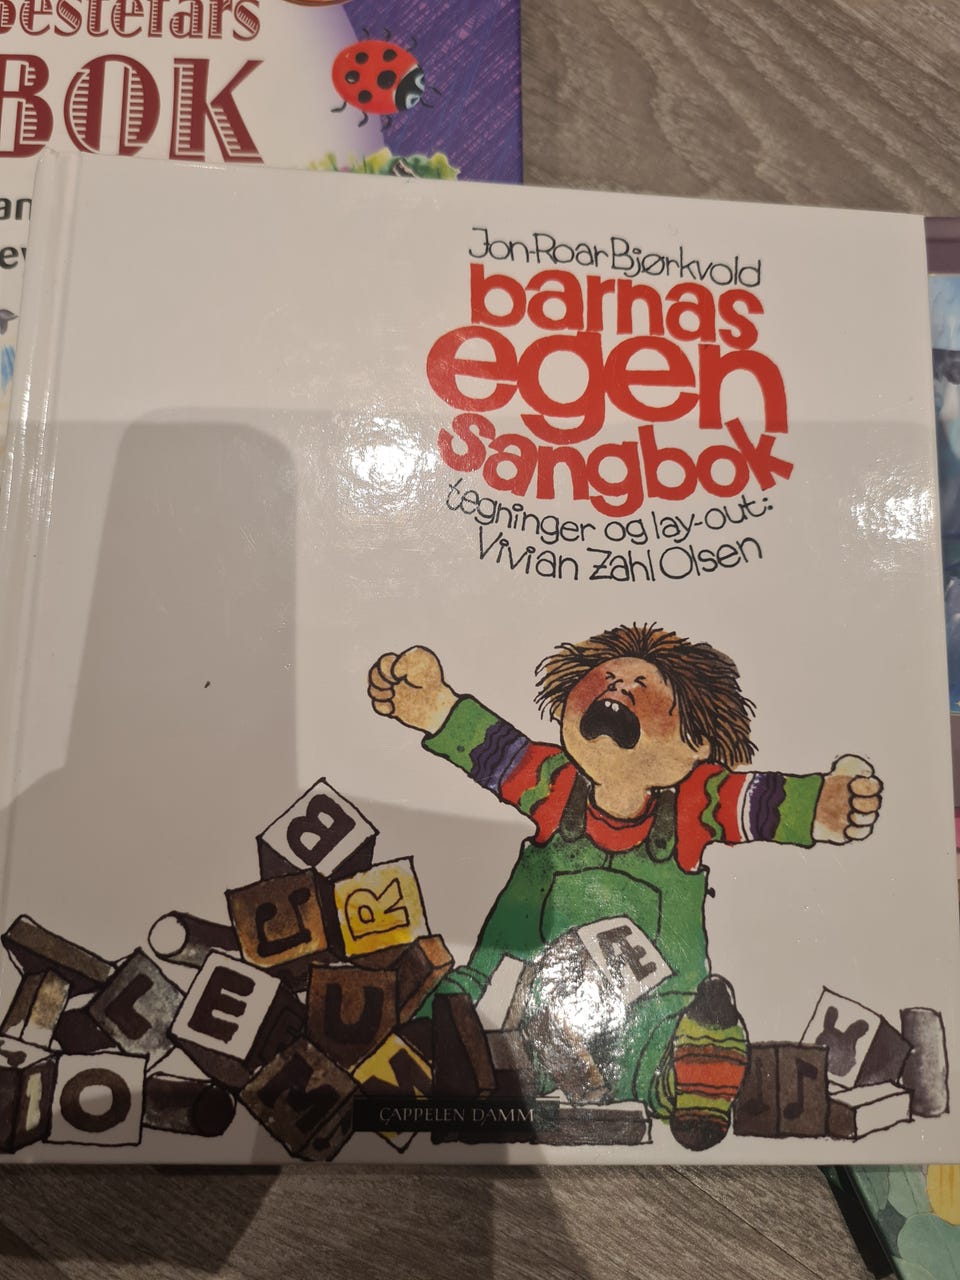 Bestefars
BOK
Jon-Roar Bjørkvold
barnas
egen
sangbok
tegninger og lay-out:
Vivian Zahl Olsen
B
R
L
E
U
Æ
O
M
M
CAPPELEN DAMM